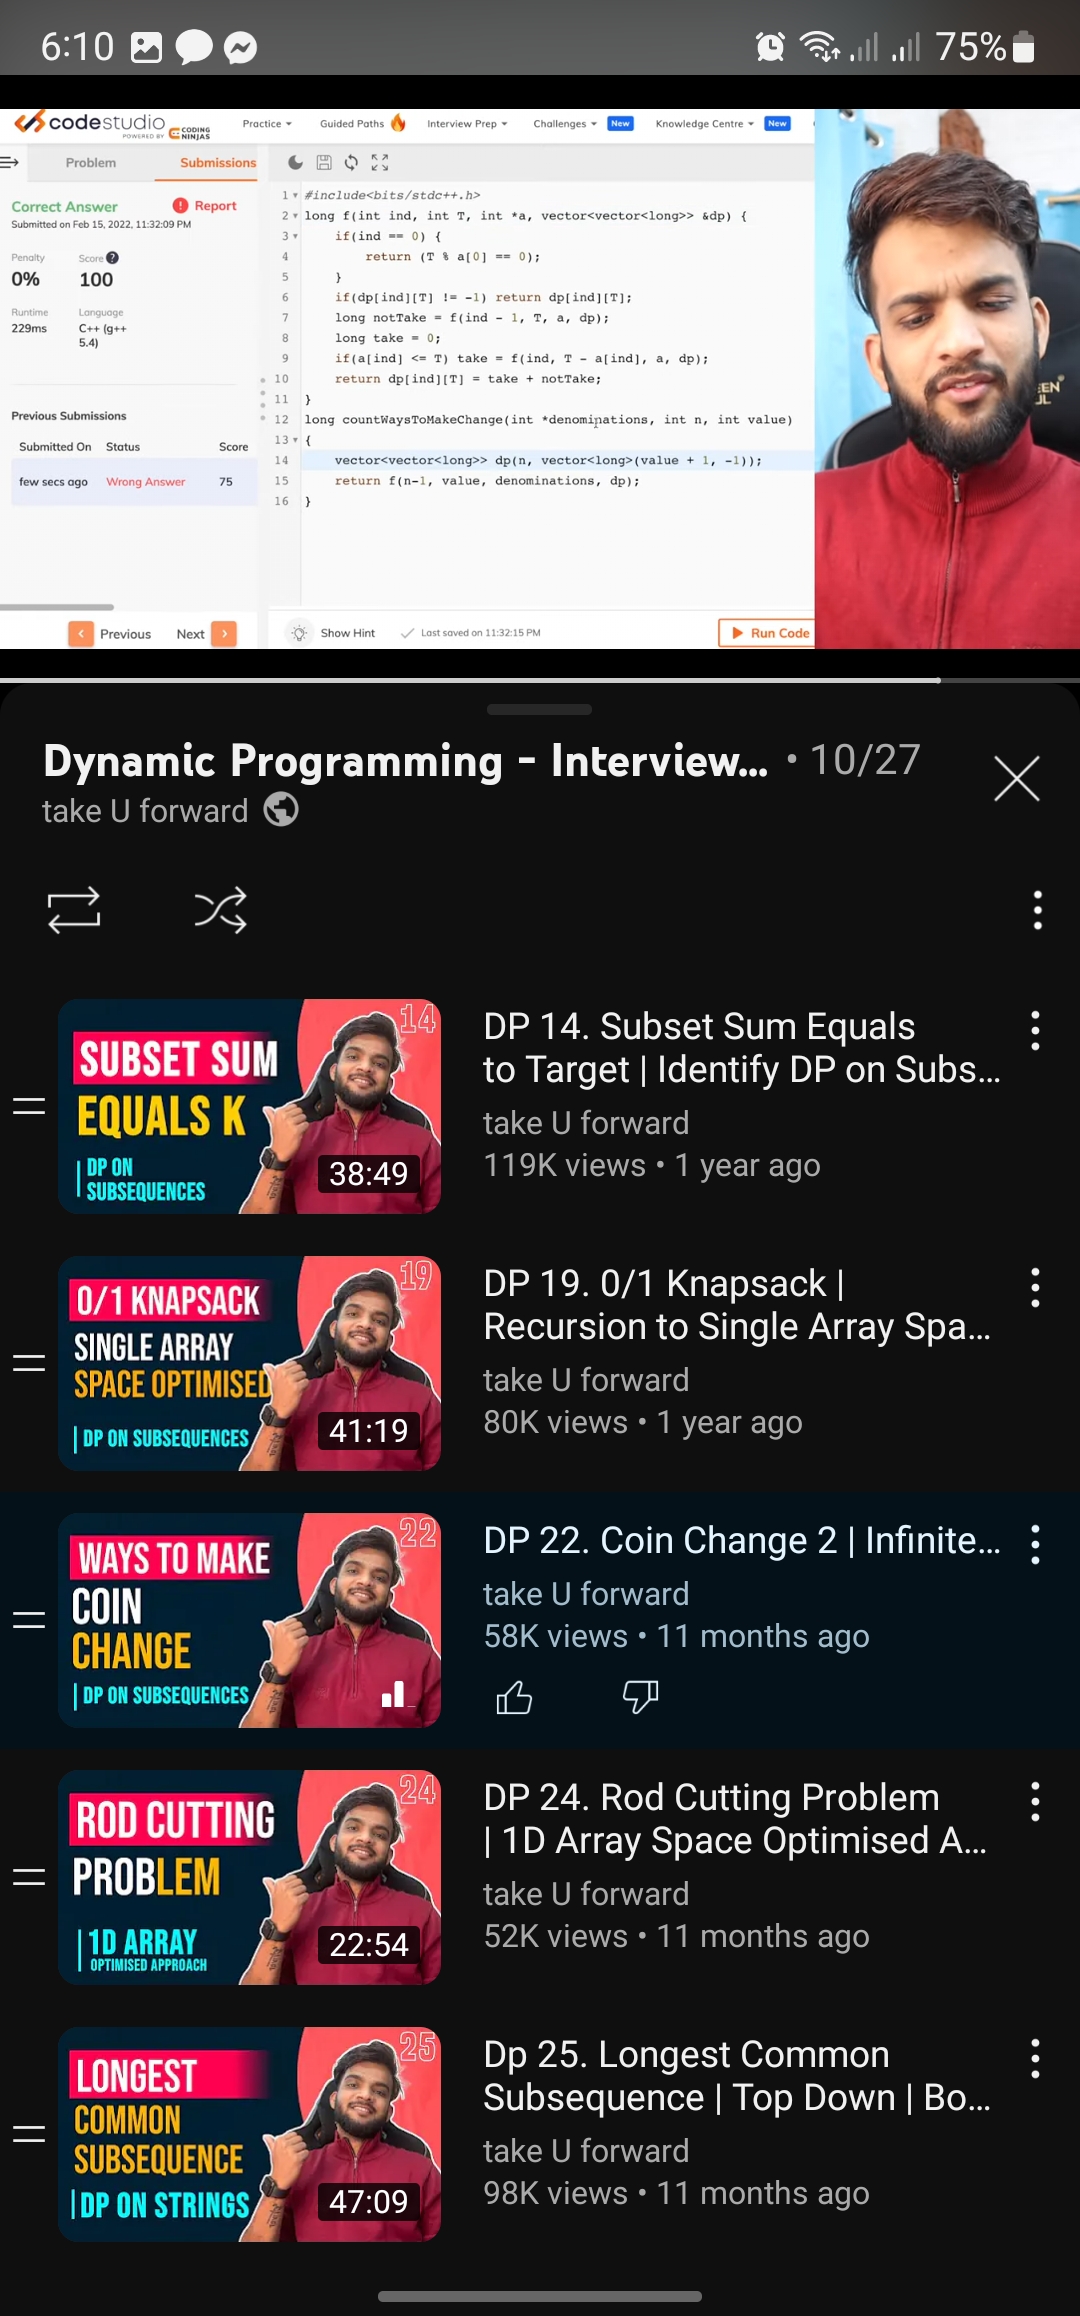 6:10
75%
codestudio
POWERED BY CODING NINJAS
Practice
Guided Paths
Interview Prep
Challenges
New
Knowledge Centre
New
Problem
Submissions
Correct Answer
Report
Submitted on Feb 15, 2022, 11:32:09 PM
Penalty
Score
0%
100
Runtime
Language
229ms
C++ (g++
5.4)
Previous Submissions
Submitted On Status Score
few secs ago Wrong Answer 75
Previous
Next
1 #include<bits/stdc++.h>
2 long f(int ind, int T, int *a, vector<vector<long>> &dp) {
3 if(ind == 0) {
4 return (T % a[0] == 0);
5 }
6 if(dp[ind][T] != -1) return dp[ind][T];
7 long notTake = f(ind - 1, T, a, dp);
8 long take = 0;
9 if(a[ind] <= T) take = f(ind, T - a[ind], a, dp);
10 return dp[ind][T] = take + notTake;
11 }
12 long countWaysToMakeChange(int *denominations, int n, int value)
13 {
14 vector<vector<long>> dp(n, vector<long>(value + 1, -1));
15 return f(n-1, value, denominations, dp);
16 }
Show Hint
Last saved on 11:32:15 PM
Run Code
Dynamic Programming - Interview... • 10/27
take U forward
14
SUBSET SUM
EQUALS K
DP ON
SUBSEQUENCES
38:49
DP 14. Subset Sum Equals
to Target | Identify DP on Subs...
take U forward
119K views • 1 year ago
19
0/1 KNAPSACK
SINGLE ARRAY
SPACE OPTIMISED
DP ON SUBSEQUENCES
41:19
DP 19. 0/1 Knapsack |
Recursion to Single Array Spa...
take U forward
80K views • 1 year ago
22
WAYS TO MAKE
COIN
CHANGE
DP ON SUBSEQUENCES
DP 22. Coin Change 2 | Infinite...
take U forward
58K views • 11 months ago
24
ROD CUTTING
PROBLEM
1D ARRAY
OPTIMISED APPROACH
22:54
DP 24. Rod Cutting Problem
| 1D Array Space Optimised A...
take U forward
52K views • 11 months ago
25
LONGEST
COMMON
SUBSEQUENCE
DP ON STRINGS
47:09
Dp 25. Longest Common
Subsequence | Top Down | Bo...
take U forward
98K views • 11 months ago